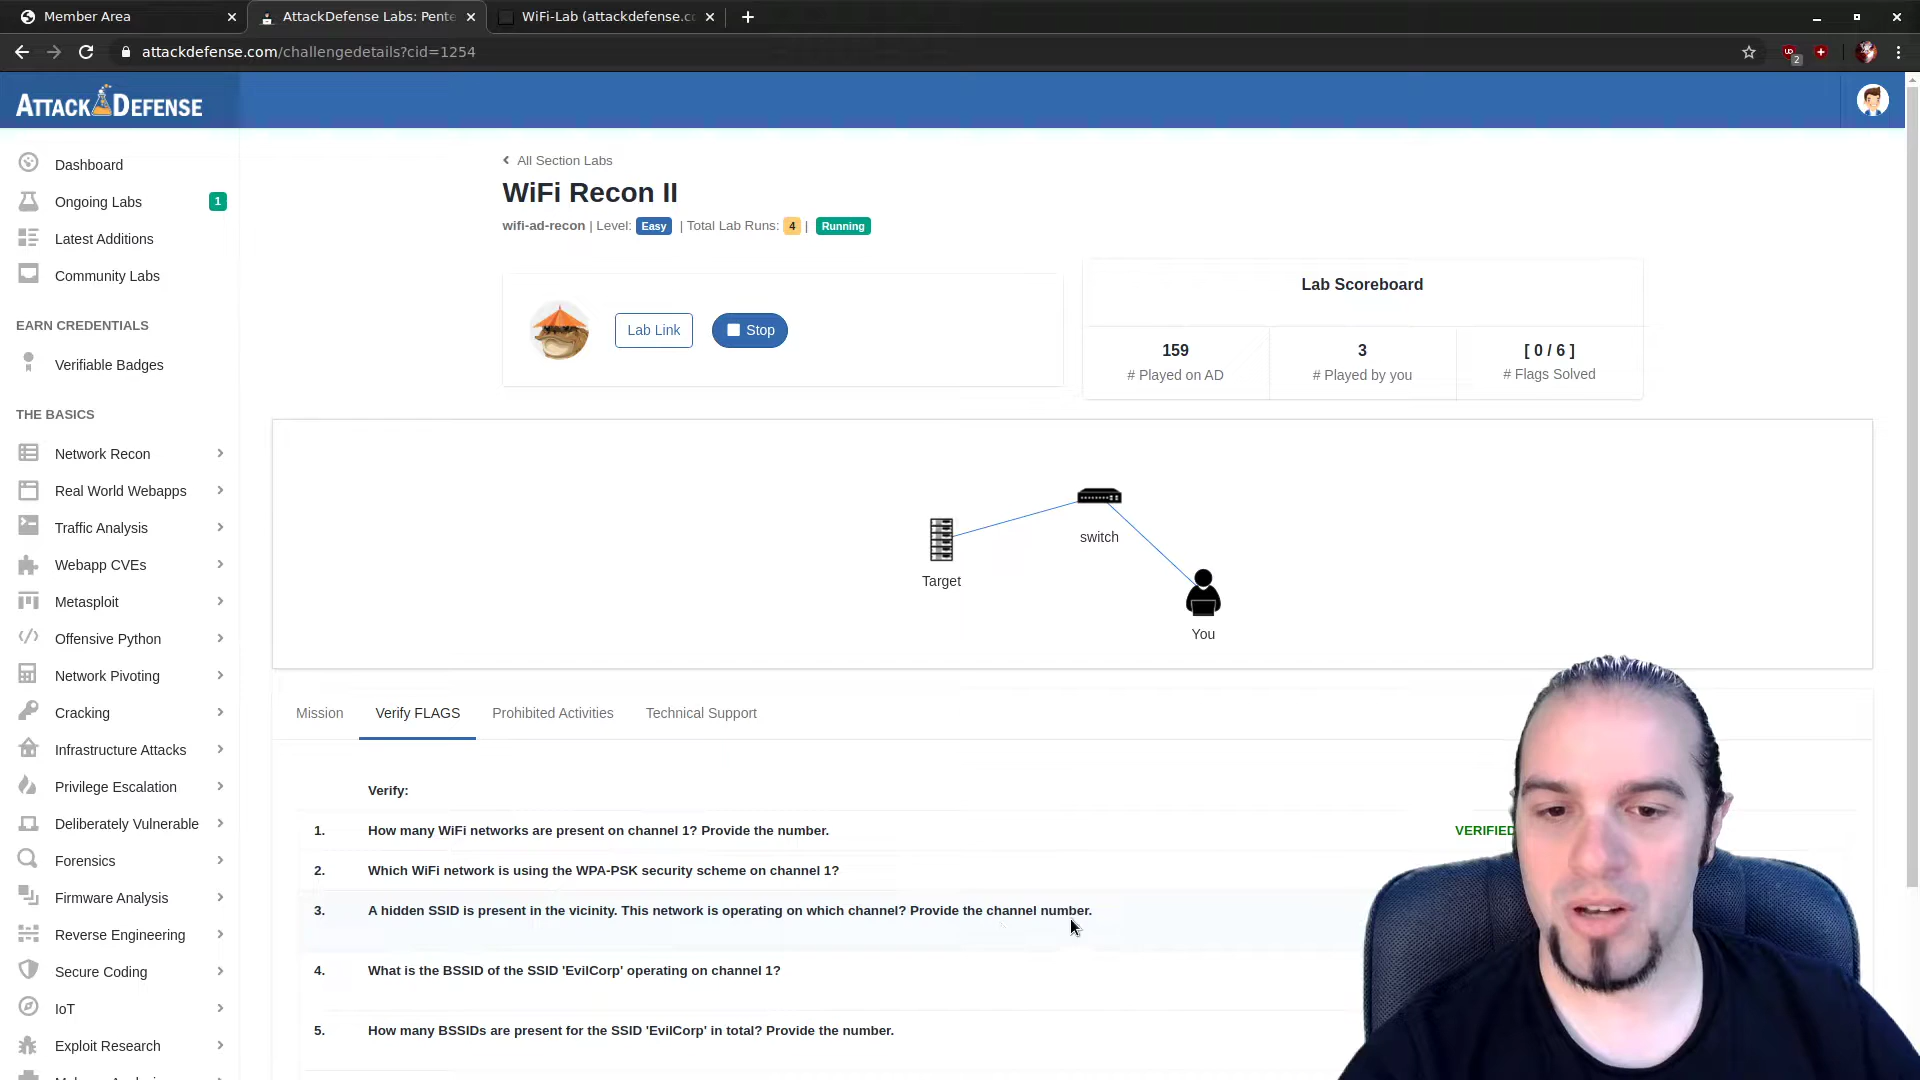 Member Area
AttackDefense Labs: Pente
WiFi-Lab (attackdefense.c
attackdefense.com/challengedetails?cid=1254
2
ATTACK DEFENSE
Dashboard
Ongoing Labs 1
Latest Additions
Community Labs
EARN CREDENTIALS
Verifiable Badges
THE BASICS
Network Recon
Real World Webapps
Traffic Analysis
Webapp CVEs
Metasploit
Offensive Python
Network Pivoting
Cracking
Infrastructure Attacks
Privilege Escalation
Deliberately Vulnerable
Forensics
Firmware Analysis
Reverse Engineering
Secure Coding
IoT
Exploit Research
All Section Labs
WiFi Recon II
wifi-ad-recon | Level: Easy | Total Lab Runs: 4 | Running
Lab Link
Stop
Lab Scoreboard
159
# Played on AD
3
# Played by you
[ 0 / 6 ]
# Flags Solved
switch
Target
You
Mission
Verify FLAGS
Prohibited Activities
Technical Support
Verify:
1. How many WiFi networks are present on channel 1? Provide the number. VERIFIED
2. Which WiFi network is using the WPA-PSK security scheme on channel 1?
3. A hidden SSID is present in the vicinity. This network is operating on which channel? Provide the channel number.
4. What is the BSSID of the SSID 'EvilCorp' operating on channel 1?
5. How many BSSIDs are present for the SSID 'EvilCorp' in total? Provide the number.